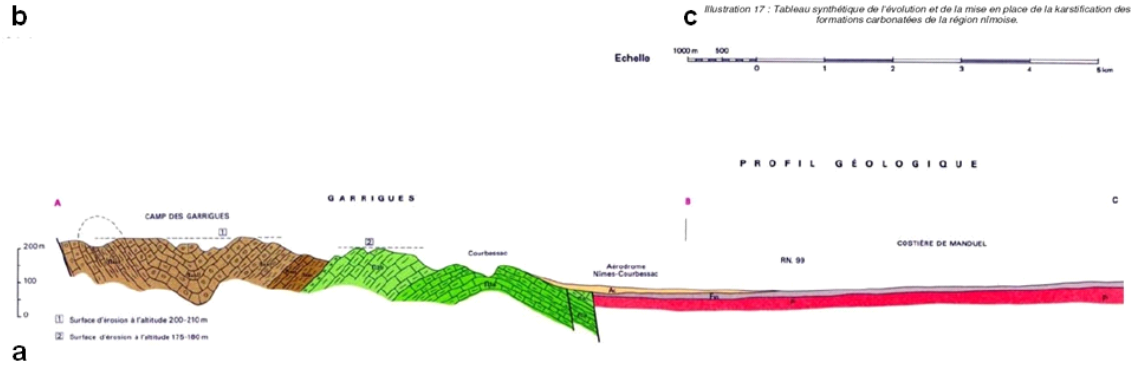 b
c
Illustration 17 : Tableau synthétique de l'évolution et de la mise en place de la karstification des
formations carbonatées de la région nîmoise.
Echelle
1000 m 500
0 1 2 3 4 5 km
PROFIL GÉOLOGIQUE
GARRIGUES
A
B
C
CAMP DES GARRIGUES
1
2
COSTIÈRE DE MANDUEL
200 m
100
0
Courbessac
Aérodrome
Nîmes-Courbessac
RN. 99
1 Surface d'érosion à l'altitude 200-210 m
2 Surface d'érosion à l'altitude 175-180 m
a